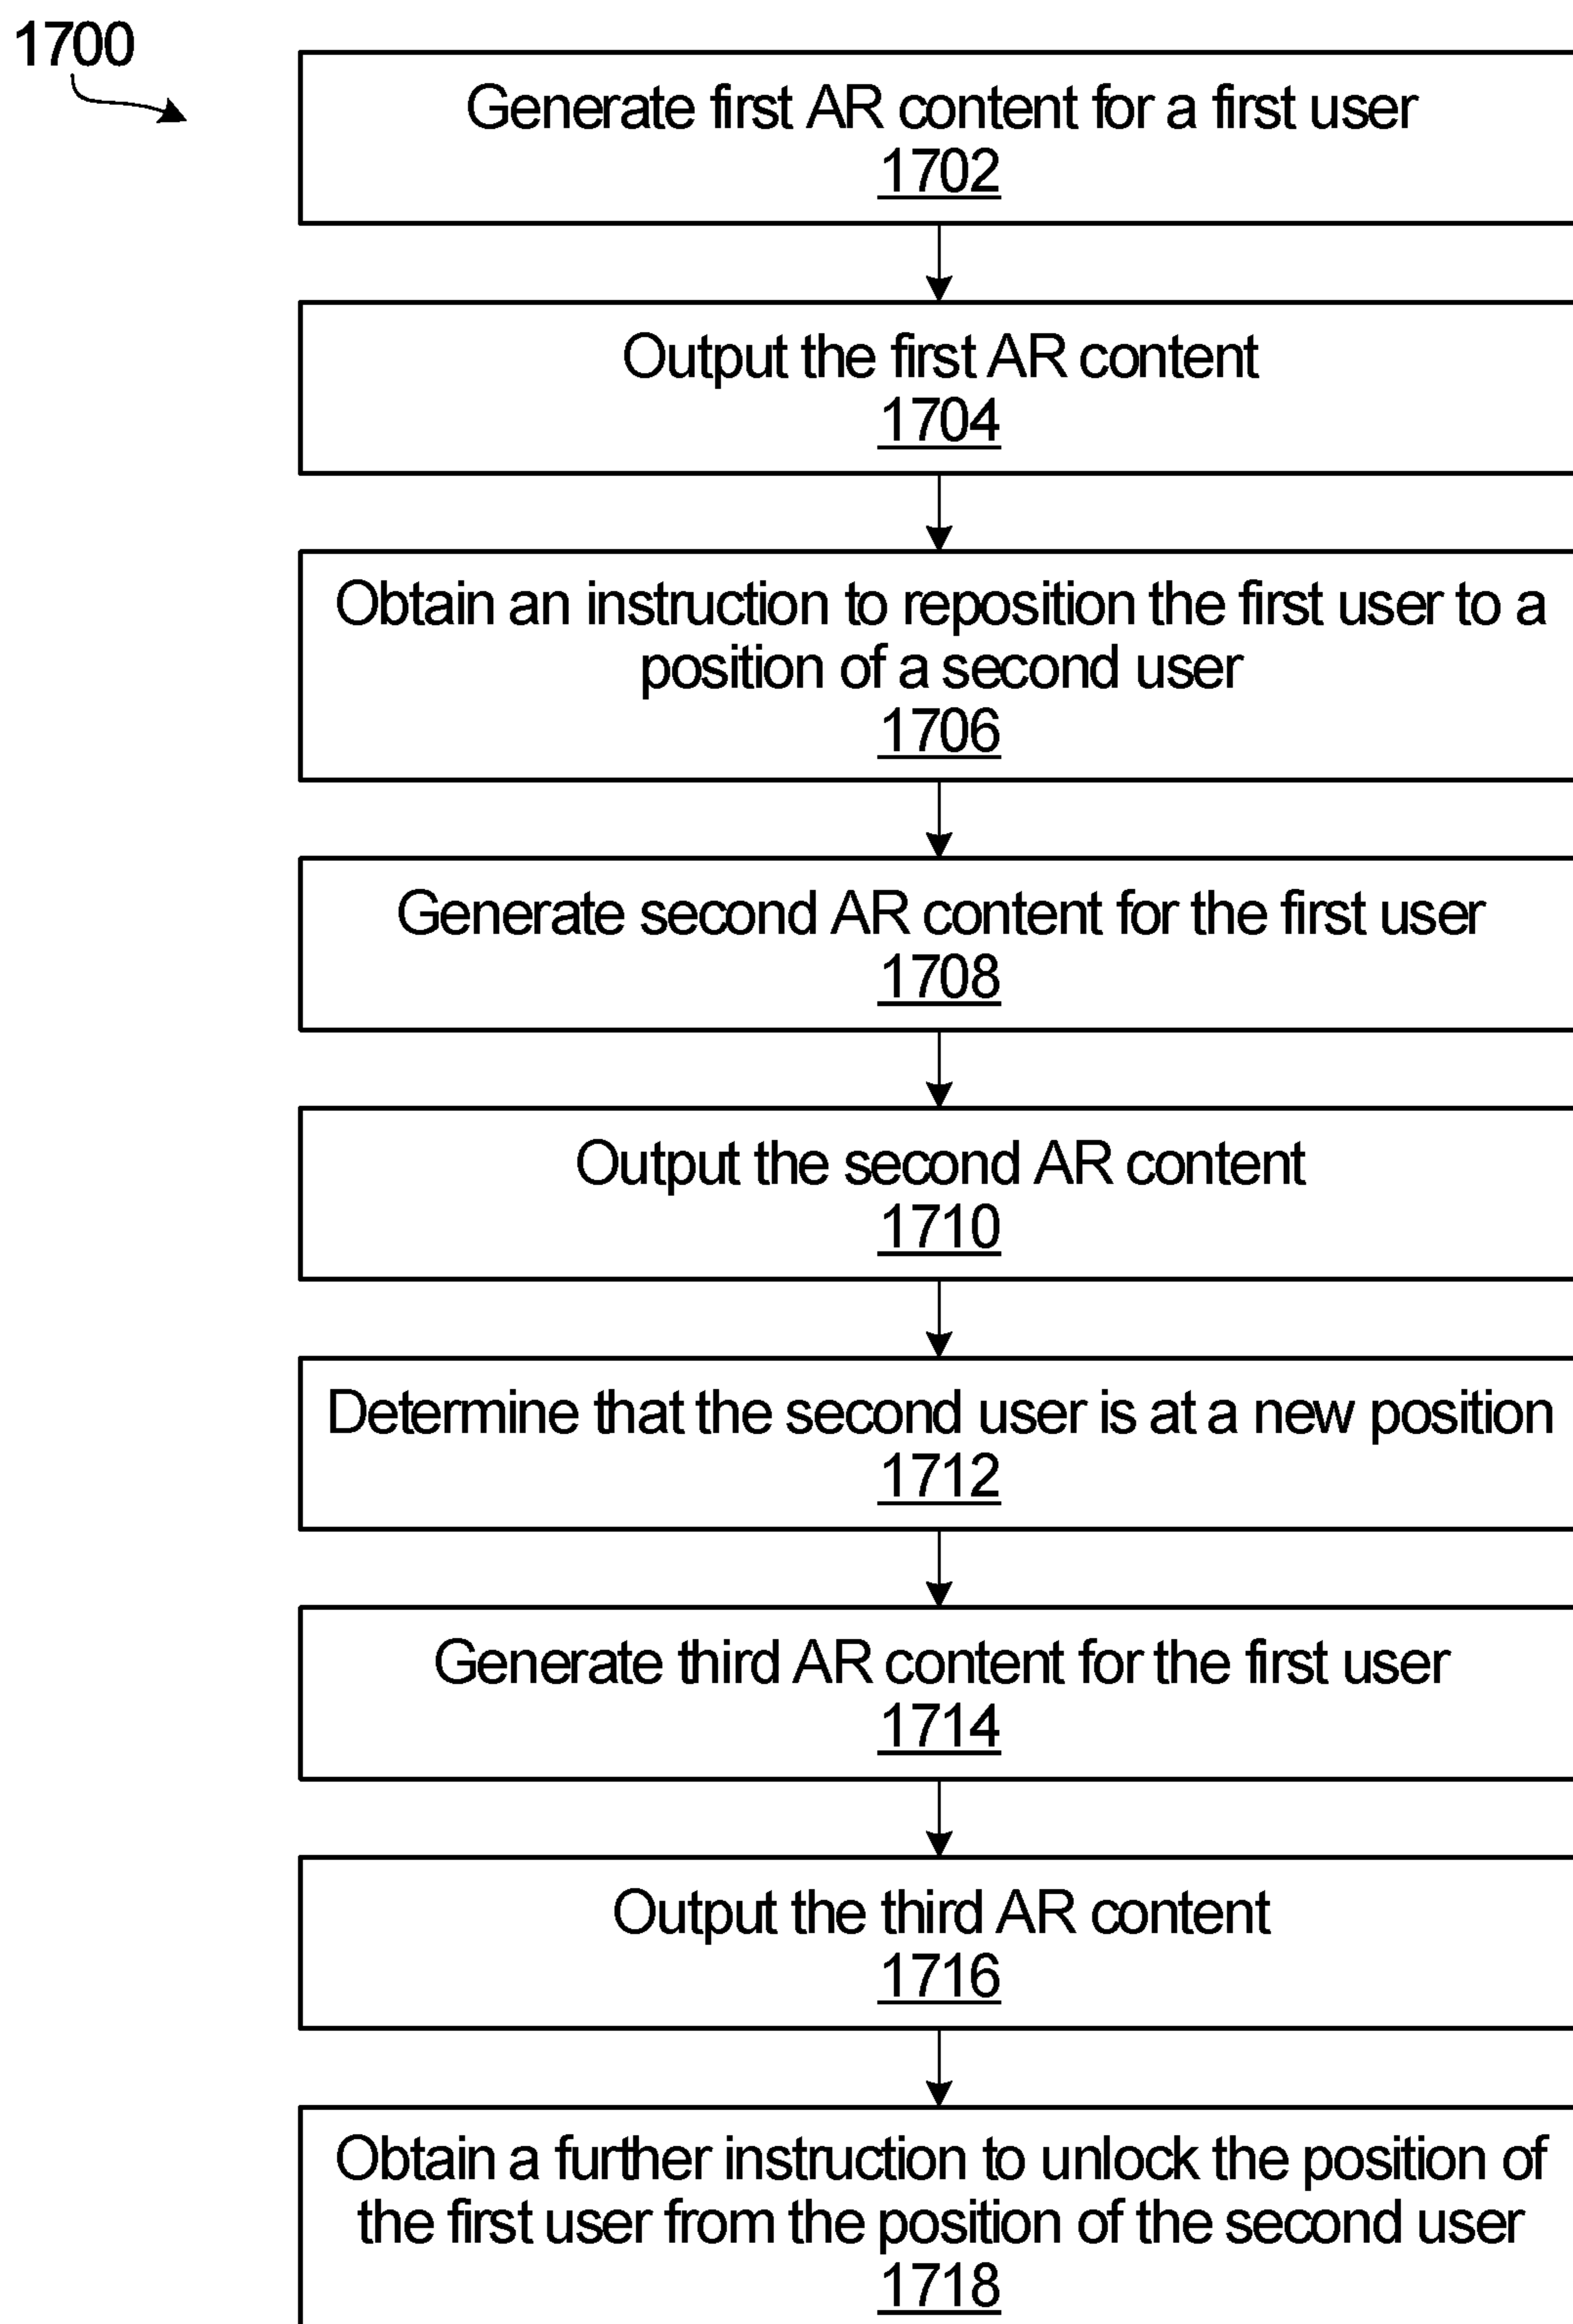 1700
Generate first AR content for a first user
1702
Output the first AR content
1704
Obtain an instruction to reposition the first user to a
position of a second user
1706
Generate second AR content for the first user
1708
Output the second AR content
1710
Determine that the second user is at a new position
1712
Generate third AR content for the first user
1714
Output the third AR content
1716
Obtain a further instruction to unlock the position of
the first user from the position of the second user
1718